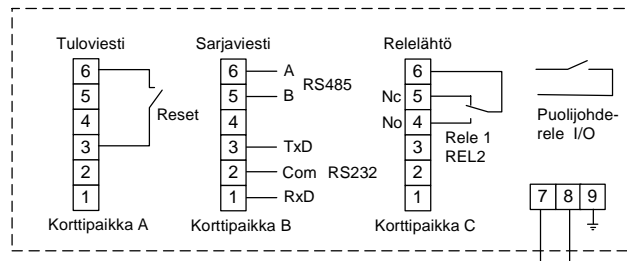 Tuloviesti
6
5
4
3
2
1
Reset
Korttipaikka A
Sarjaviesti
6 A
5 B
RS485
4
3 TxD
2 Com RS232
1 RxD
Korttipaikka B
Relelähtö
6
Nc 5
No 4
3
2
1
Rele 1
REL2
Korttipaikka C
Puolijohde-
rele I/O
7 8 9